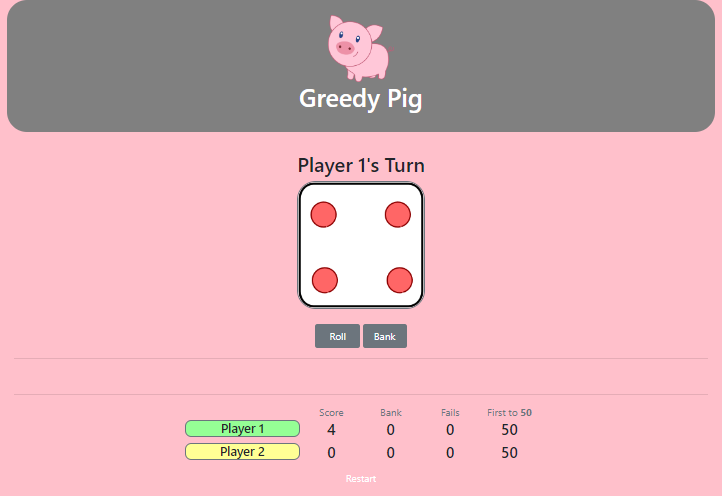 Greedy Pig
Player 1's Turn
Roll Bank
Score Bank Fails First to 50
Player 1 4 0 0 50
Player 2 0 0 0 50
Restart